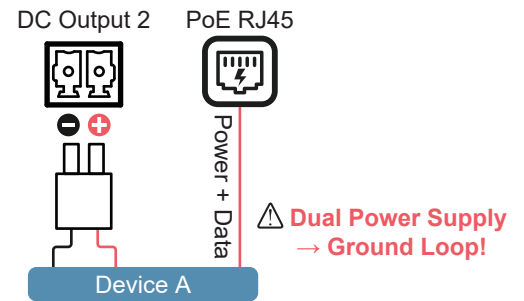 DC Output 2
PoE RJ45
Power + Data
⚠ Dual Power Supply
→ Ground Loop!
Device A